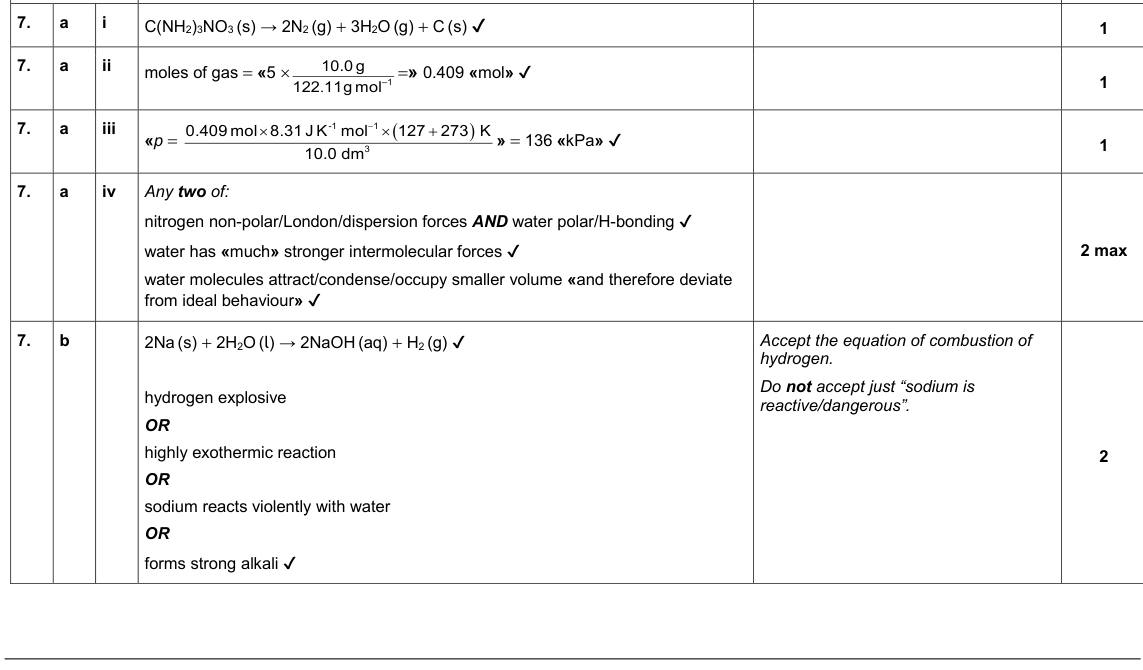 7. a i C(NH₂)₃NO₃ (s) → 2N₂ (g) + 3H₂O (g) + C (s) ✓ 1
7. a ii moles of gas = «5 × 10.0 g / 122.11 g mol⁻¹ =» 0.409 «mol» ✓ 1
7. a iii «p = 0.409 mol × 8.31 J K⁻¹ mol⁻¹ × (127 + 273) K / 10.0 dm³ » = 136 «kPa» ✓ 1
7. a iv Any two of:
nitrogen non-polar/London/dispersion forces AND water polar/H-bonding ✓
water has «much» stronger intermolecular forces ✓
water molecules attract/condense/occupy smaller volume «and therefore deviate
from ideal behaviour» ✓
2 max
7. b 2Na (s) + 2H₂O (l) → 2NaOH (aq) + H₂ (g) ✓
hydrogen explosive
OR
highly exothermic reaction
OR
sodium reacts violently with water
OR
forms strong alkali ✓
Accept the equation of combustion of
hydrogen.
Do not accept just “sodium is
reactive/dangerous”.
2